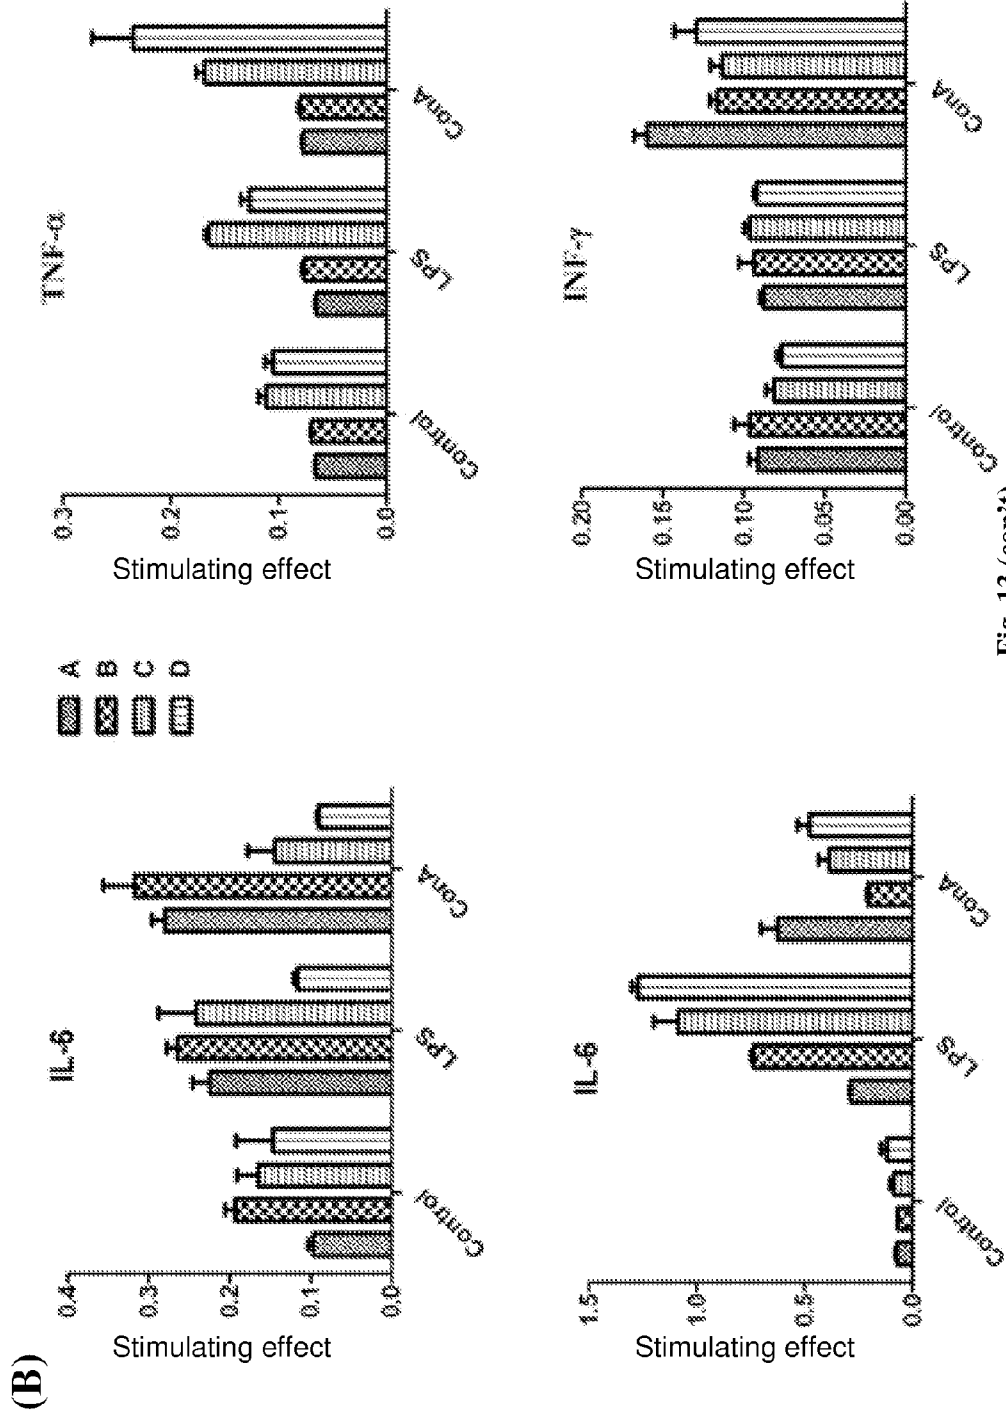 (B)
IL-6
Stimulating effect
0.4
0.3
0.2
0.1
0.0
Control
LPS
ConA
A
B
C
D
TNF-α
Stimulating effect
0.3
0.2
0.1
0.0
Control
LPS
ConA
IL-6
Stimulating effect
1.5
1.0
0.5
0.0
Control
LPS
ConA
INF-γ
Stimulating effect
0.20
0.15
0.10
0.05
0.00
Control
LPS
ConA
Fig. 13 (con't)